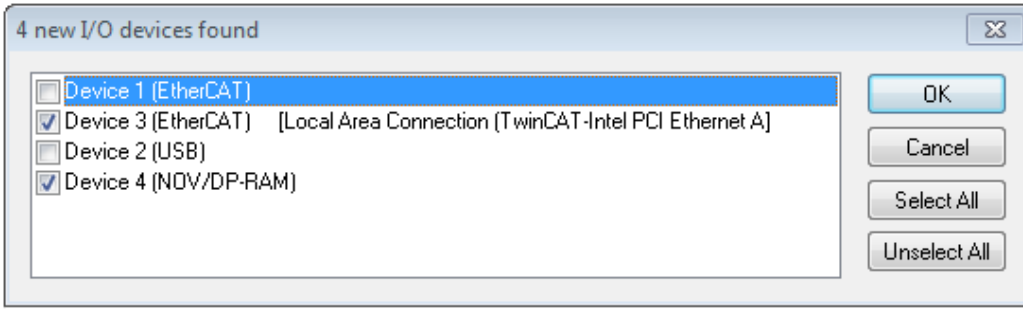 4 new I/O devices found
Device 1 (EtherCAT)
Device 3 (EtherCAT) [Local Area Connection (TwinCAT-Intel PCI Ethernet A]
Device 2 (USB)
Device 4 (NOV/DP-RAM)
OK
Cancel
Select All
Unselect All